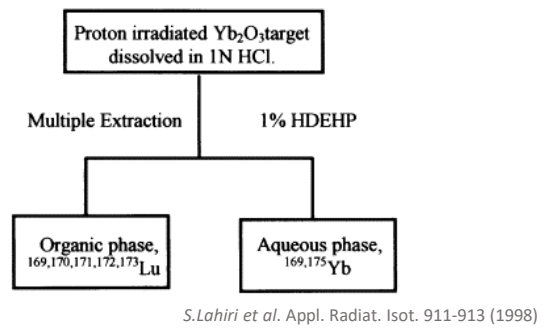 Proton irradiated Yb₂O₃target
dissolved in 1N HCl.
Multiple Extraction 1% HDEHP
Organic phase,
¹⁶⁹,¹⁷⁰,¹⁷¹,¹⁷²,¹⁷³Lu
Aqueous phase,
¹⁶⁹,¹⁷⁵Yb
S.Lahiri et al. Appl. Radiat. Isot. 911-913 (1998)